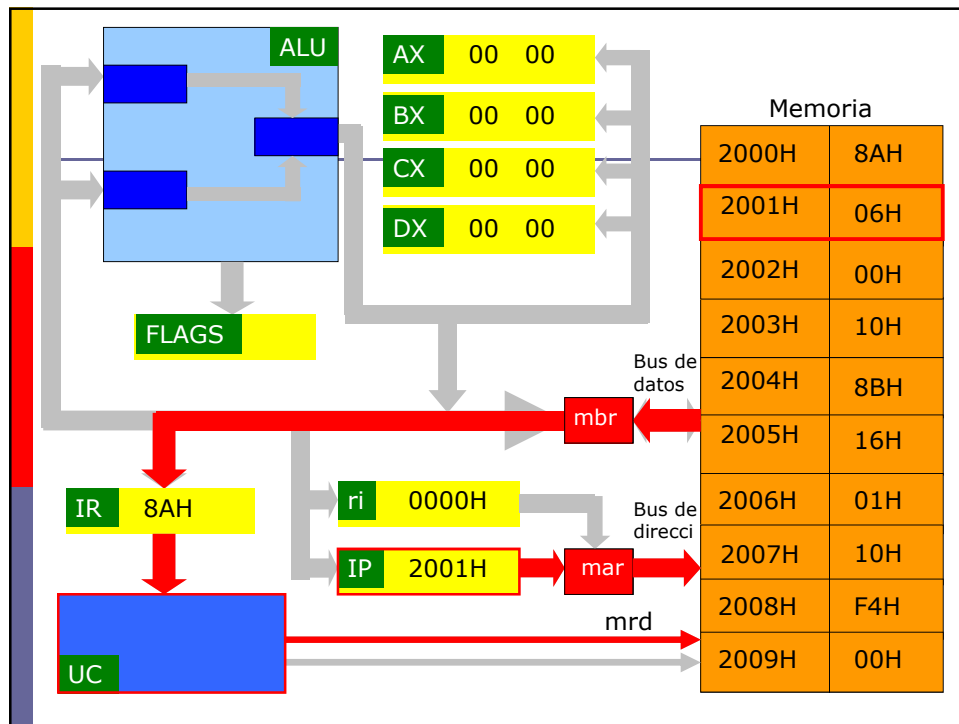 ALU
AX 00 00
BX 00 00
CX 00 00
DX 00 00
FLAGS
Memoria
2000H 8AH
2001H 06H
2002H 00H
2003H 10H
2004H 8BH
2005H 16H
2006H 01H
2007H 10H
2008H F4H
2009H 00H
Bus de
datos
mbr
IR 8AH
ri 0000H
Bus de
direcci
IP 2001H
mar
mrd
UC